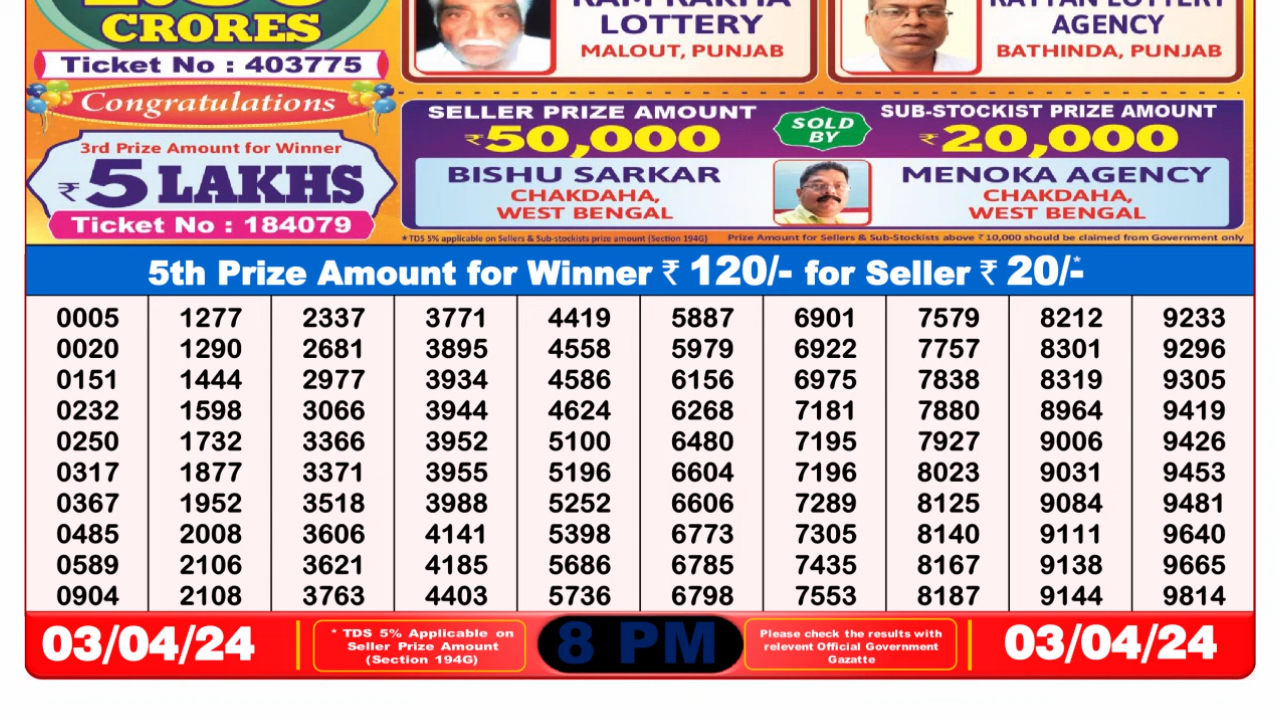 CRORES
Ticket No : 403775
Congratulations
3rd Prize Amount for Winner
₹ 5 LAKHS
Ticket No : 184079
LOTTERY
MALOUT, PUNJAB
AGENCY
BATHINDA, PUNJAB
SELLER PRIZE AMOUNT
₹50,000
SOLD
BY
SUB-STOCKIST PRIZE AMOUNT
₹20,000
BISHU SARKAR
CHAKDAHA,
WEST BENGAL
MENOKA AGENCY
CHAKDAHA,
WEST BENGAL
* TDS 5% applicable on Sellers & Sub-stockists prize amount (Section 194G) Prize Amount for Sellers & Sub-Stockists above ₹10,000 should be claimed from Government only
5th Prize Amount for Winner ₹ 120/- for Seller ₹ 20/-*
0005 1277 2337 3771 4419 5887 6901 7579 8212 9233
0020 1290 2681 3895 4558 5979 6922 7757 8301 9296
0151 1444 2977 3934 4586 6156 6975 7838 8319 9305
0232 1598 3066 3944 4624 6268 7181 7880 8964 9419
0250 1732 3366 3952 5100 6480 7195 7927 9006 9426
0317 1877 3371 3955 5196 6604 7196 8023 9031 9453
0367 1952 3518 3988 5252 6606 7289 8125 9084 9481
0485 2008 3606 4141 5398 6773 7305 8140 9111 9640
0589 2106 3621 4185 5686 6785 7435 8167 9138 9665
0904 2108 3763 4403 5736 6798 7553 8187 9144 9814
03/04/24
* TDS 5% Applicable on
Seller Prize Amount
(Section 194G)
8 PM
Please check the results with
relevent Official Government
Gazatte
03/04/24